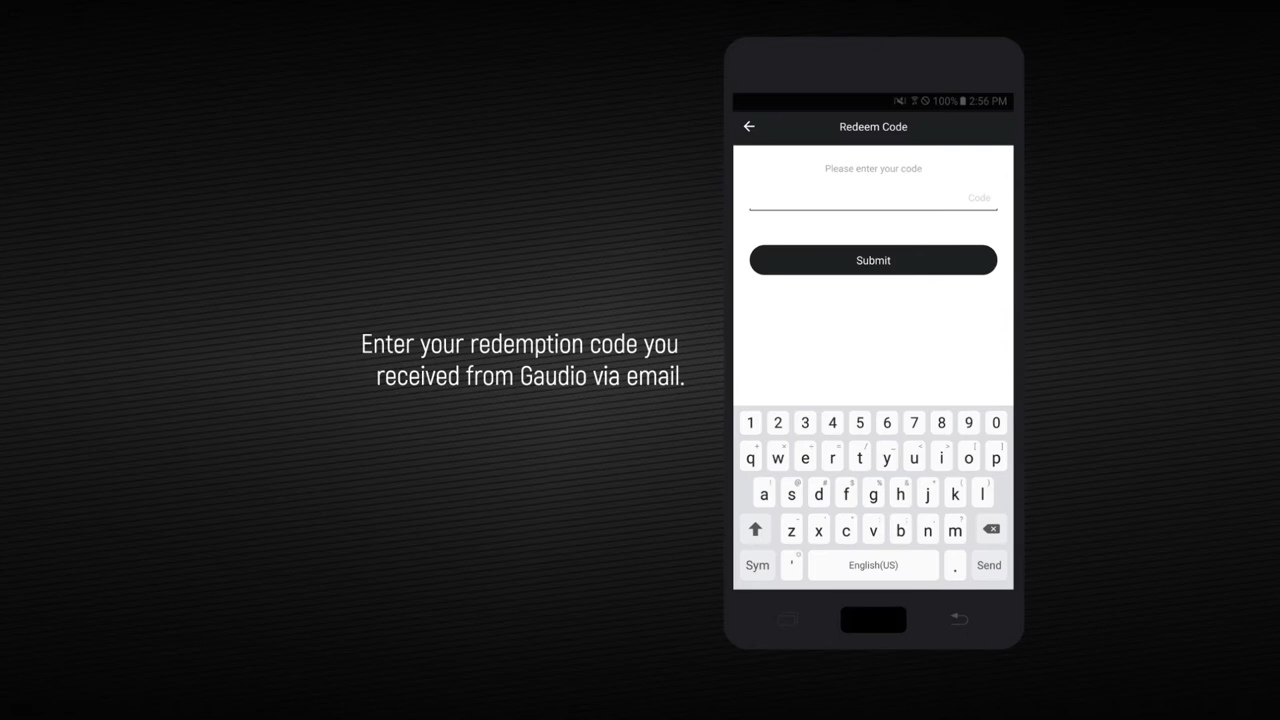 Enter your redemption code you
received from Gaudio via email.
100% 2:56 PM
Redeem Code
Please enter your code
Code
Submit
1 2 3 4 5 6 7 8 9 0
q w e r t y u i o p
a s d f g h j k l
z x c v b n m
Sym ' English(US) . Send